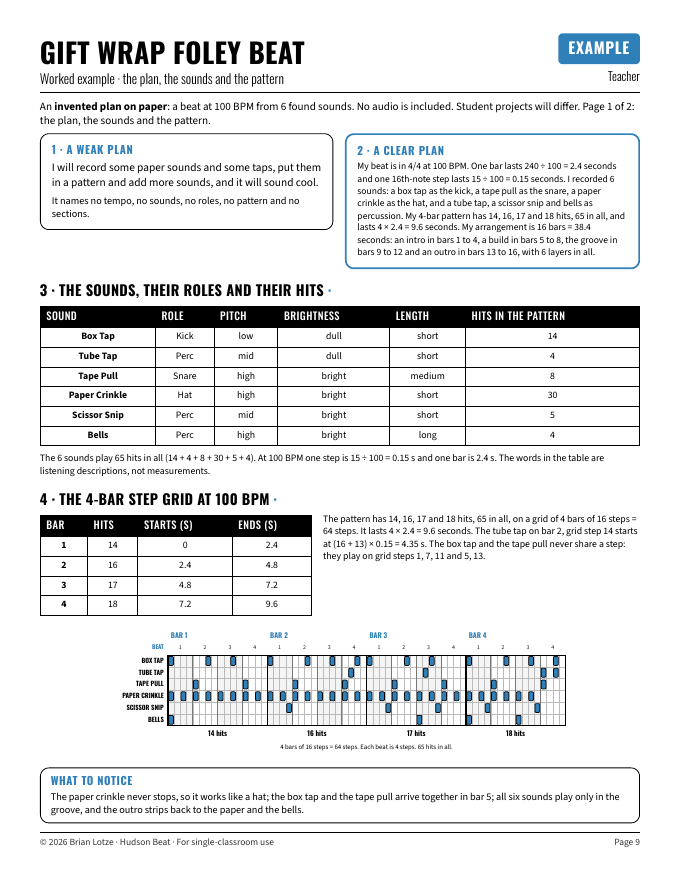 GIFT WRAP FOLEY BEAT
EXAMPLE
Worked example · the plan, the sounds and the pattern
Teacher
An invented plan on paper: a beat at 100 BPM from 6 found sounds. No audio is included. Student projects will differ. Page 1 of 2:
the plan, the sounds and the pattern.
1 · A WEAK PLAN
I will record some paper sounds and some taps, put them
in a pattern and add more sounds, and it will sound cool.
It names no tempo, no sounds, no roles, no pattern and no
sections.
2 · A CLEAR PLAN
My beat is in 4/4 at 100 BPM. One bar lasts 240 ÷ 100 = 2.4 seconds
and one 16th-note step lasts 15 ÷ 100 = 0.15 seconds. I recorded 6
sounds: a box tap as the kick, a tape pull as the snare, a paper
crinkle as the hat, and a tube tap, a scissor snip and bells as
percussion. My 4-bar pattern has 14, 16, 17 and 18 hits, 65 in all, and
lasts 4 × 2.4 = 9.6 seconds. My arrangement is 16 bars = 38.4
seconds: an intro in bars 1 to 4, a build in bars 5 to 8, the groove in
bars 9 to 12 and an outro in bars 13 to 16, with 6 layers in all.
3 · THE SOUNDS, THEIR ROLES AND THEIR HITS ·
SOUND ROLE PITCH BRIGHTNESS LENGTH HITS IN THE PATTERN
Box Tap Kick low dull short 14
Tube Tap Perc mid dull short 4
Tape Pull Snare high bright medium 8
Paper Crinkle Hat high bright short 30
Scissor Snip Perc mid bright short 5
Bells Perc high bright long 4
The 6 sounds play 65 hits in all (14 + 4 + 8 + 30 + 5 + 4). At 100 BPM one step is 15 ÷ 100 = 0.15 s and one bar is 2.4 s. The words in the table are
listening descriptions, not measurements.
4 · THE 4-BAR STEP GRID AT 100 BPM ·
BAR HITS STARTS (S) ENDS (S)
1 14 0 2.4
2 16 2.4 4.8
3 17 4.8 7.2
4 18 7.2 9.6
The pattern has 14, 16, 17 and 18 hits, 65 in all, on a grid of 4 bars of 16 steps =
64 steps. It lasts 4 × 2.4 = 9.6 seconds. The tube tap on bar 2, grid step 14 starts
at (16 + 13) × 0.15 = 4.35 s. The box tap and the tape pull never share a step:
they play on grid steps 1, 7, 11 and 5, 13.
BAR 1 BAR 2 BAR 3 BAR 4
BEAT 1 2 3 4 1 2 3 4 1 2 3 4 1 2 3 4
BOX TAP
TUBE TAP
TAPE PULL
PAPER CRINKLE
SCISSOR SNIP
BELLS
14 hits 16 hits 17 hits 18 hits
4 bars of 16 steps = 64 steps. Each beat is 4 steps. 65 hits in all.
WHAT TO NOTICE
The paper crinkle never stops, so it works like a hat; the box tap and the tape pull arrive together in bar 5; all six sounds play only in the
groove, and the outro strips back to the paper and the bells.
© 2026 Brian Lotze · Hudson Beat · For single-classroom use
Page 9